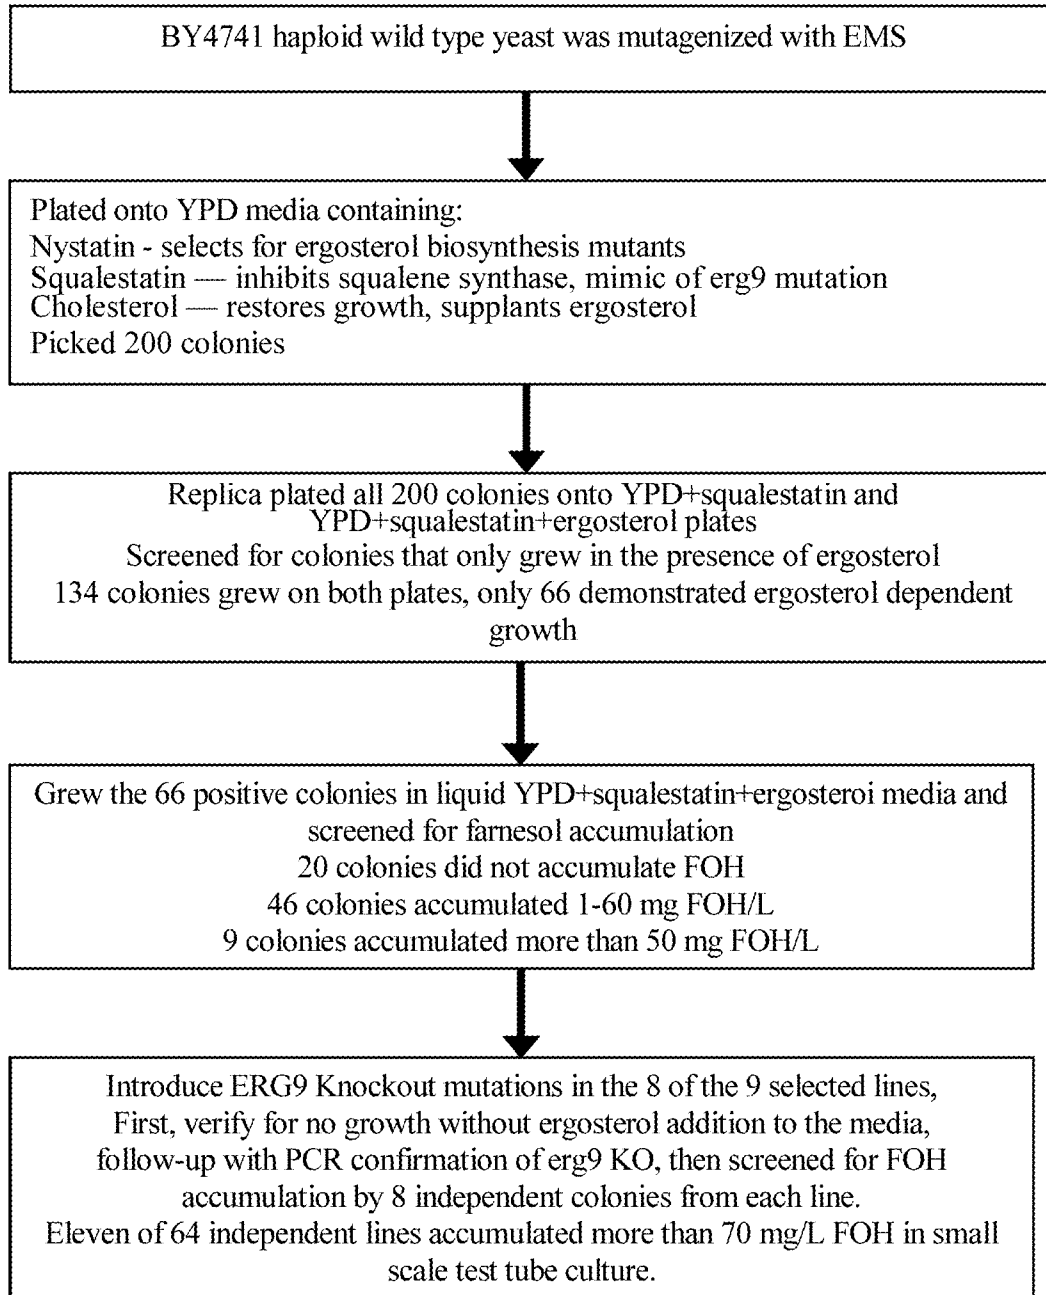 BY4741 haploid wild type yeast was mutagenized with EMS
Plated onto YPD media containing:
Nystatin - selects for ergosterol biosynthesis mutants
Squalestatin — inhibits squalene synthase, mimic of erg9 mutation
Cholesterol — restores growth, supplants ergosterol
Picked 200 colonies
Replica plated all 200 colonies onto YPD+squalestatin and
YPD+squalestatin+ergosterol plates
Screened for colonies that only grew in the presence of ergosterol
134 colonies grew on both plates, only 66 demonstrated ergosterol dependent
growth
Grew the 66 positive colonies in liquid YPD+squalestatin+ergosteroi media and
screened for farnesol accumulation
20 colonies did not accumulate FOH
46 colonies accumulated 1-60 mg FOH/L
9 colonies accumulated more than 50 mg FOH/L
Introduce ERG9 Knockout mutations in the 8 of the 9 selected lines,
First, verify for no growth without ergosterol addition to the media,
follow-up with PCR confirmation of erg9 KO, then screened for FOH
accumulation by 8 independent colonies from each line.
Eleven of 64 independent lines accumulated more than 70 mg/L FOH in small
scale test tube culture.